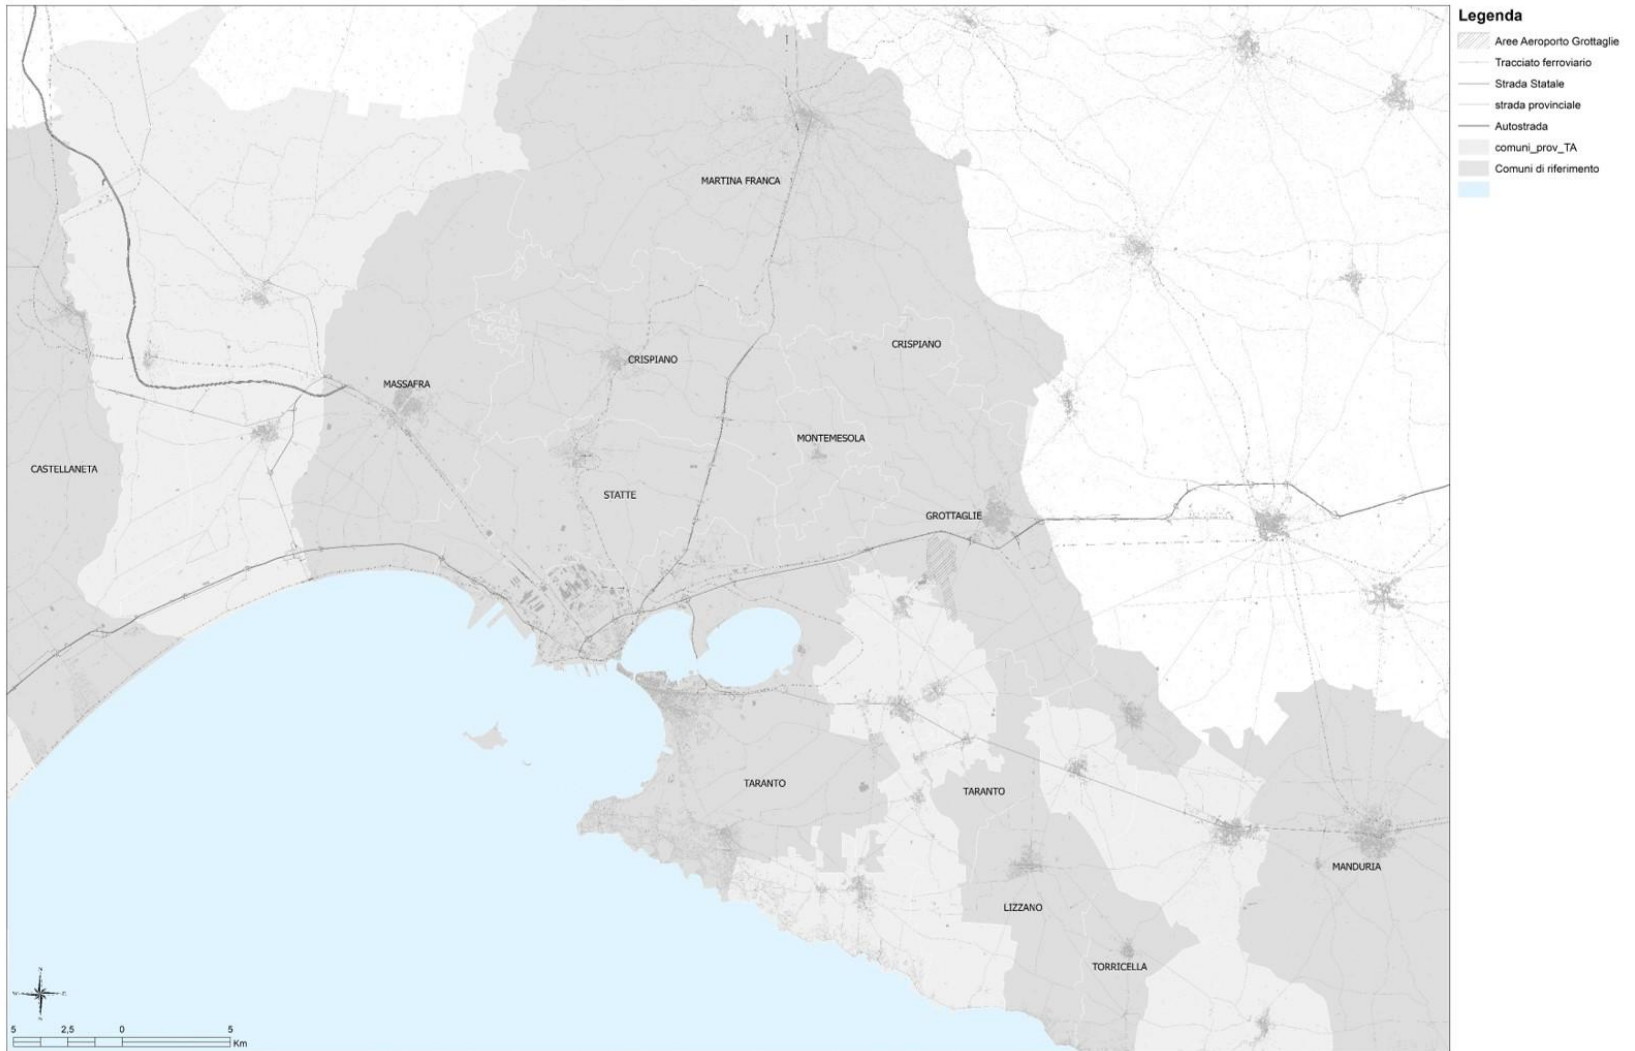 Legenda
Aree Aeroporto Grottaglie
Tracciato ferroviario
Strada Statale
strada provinciale
Autostrada
comuni_prov_TA
Comuni di riferimento
MARTINA FRANCA
CRISPIANO
CRISPIANO
MASSAFRA
MONTEMESOLA
CASTELLANETA
STATTE
GROTTAGLIE
TARANTO
TARANTO
MANDURIA
LIZZANO
TORRICELLA
5 2,5 0 5
Km